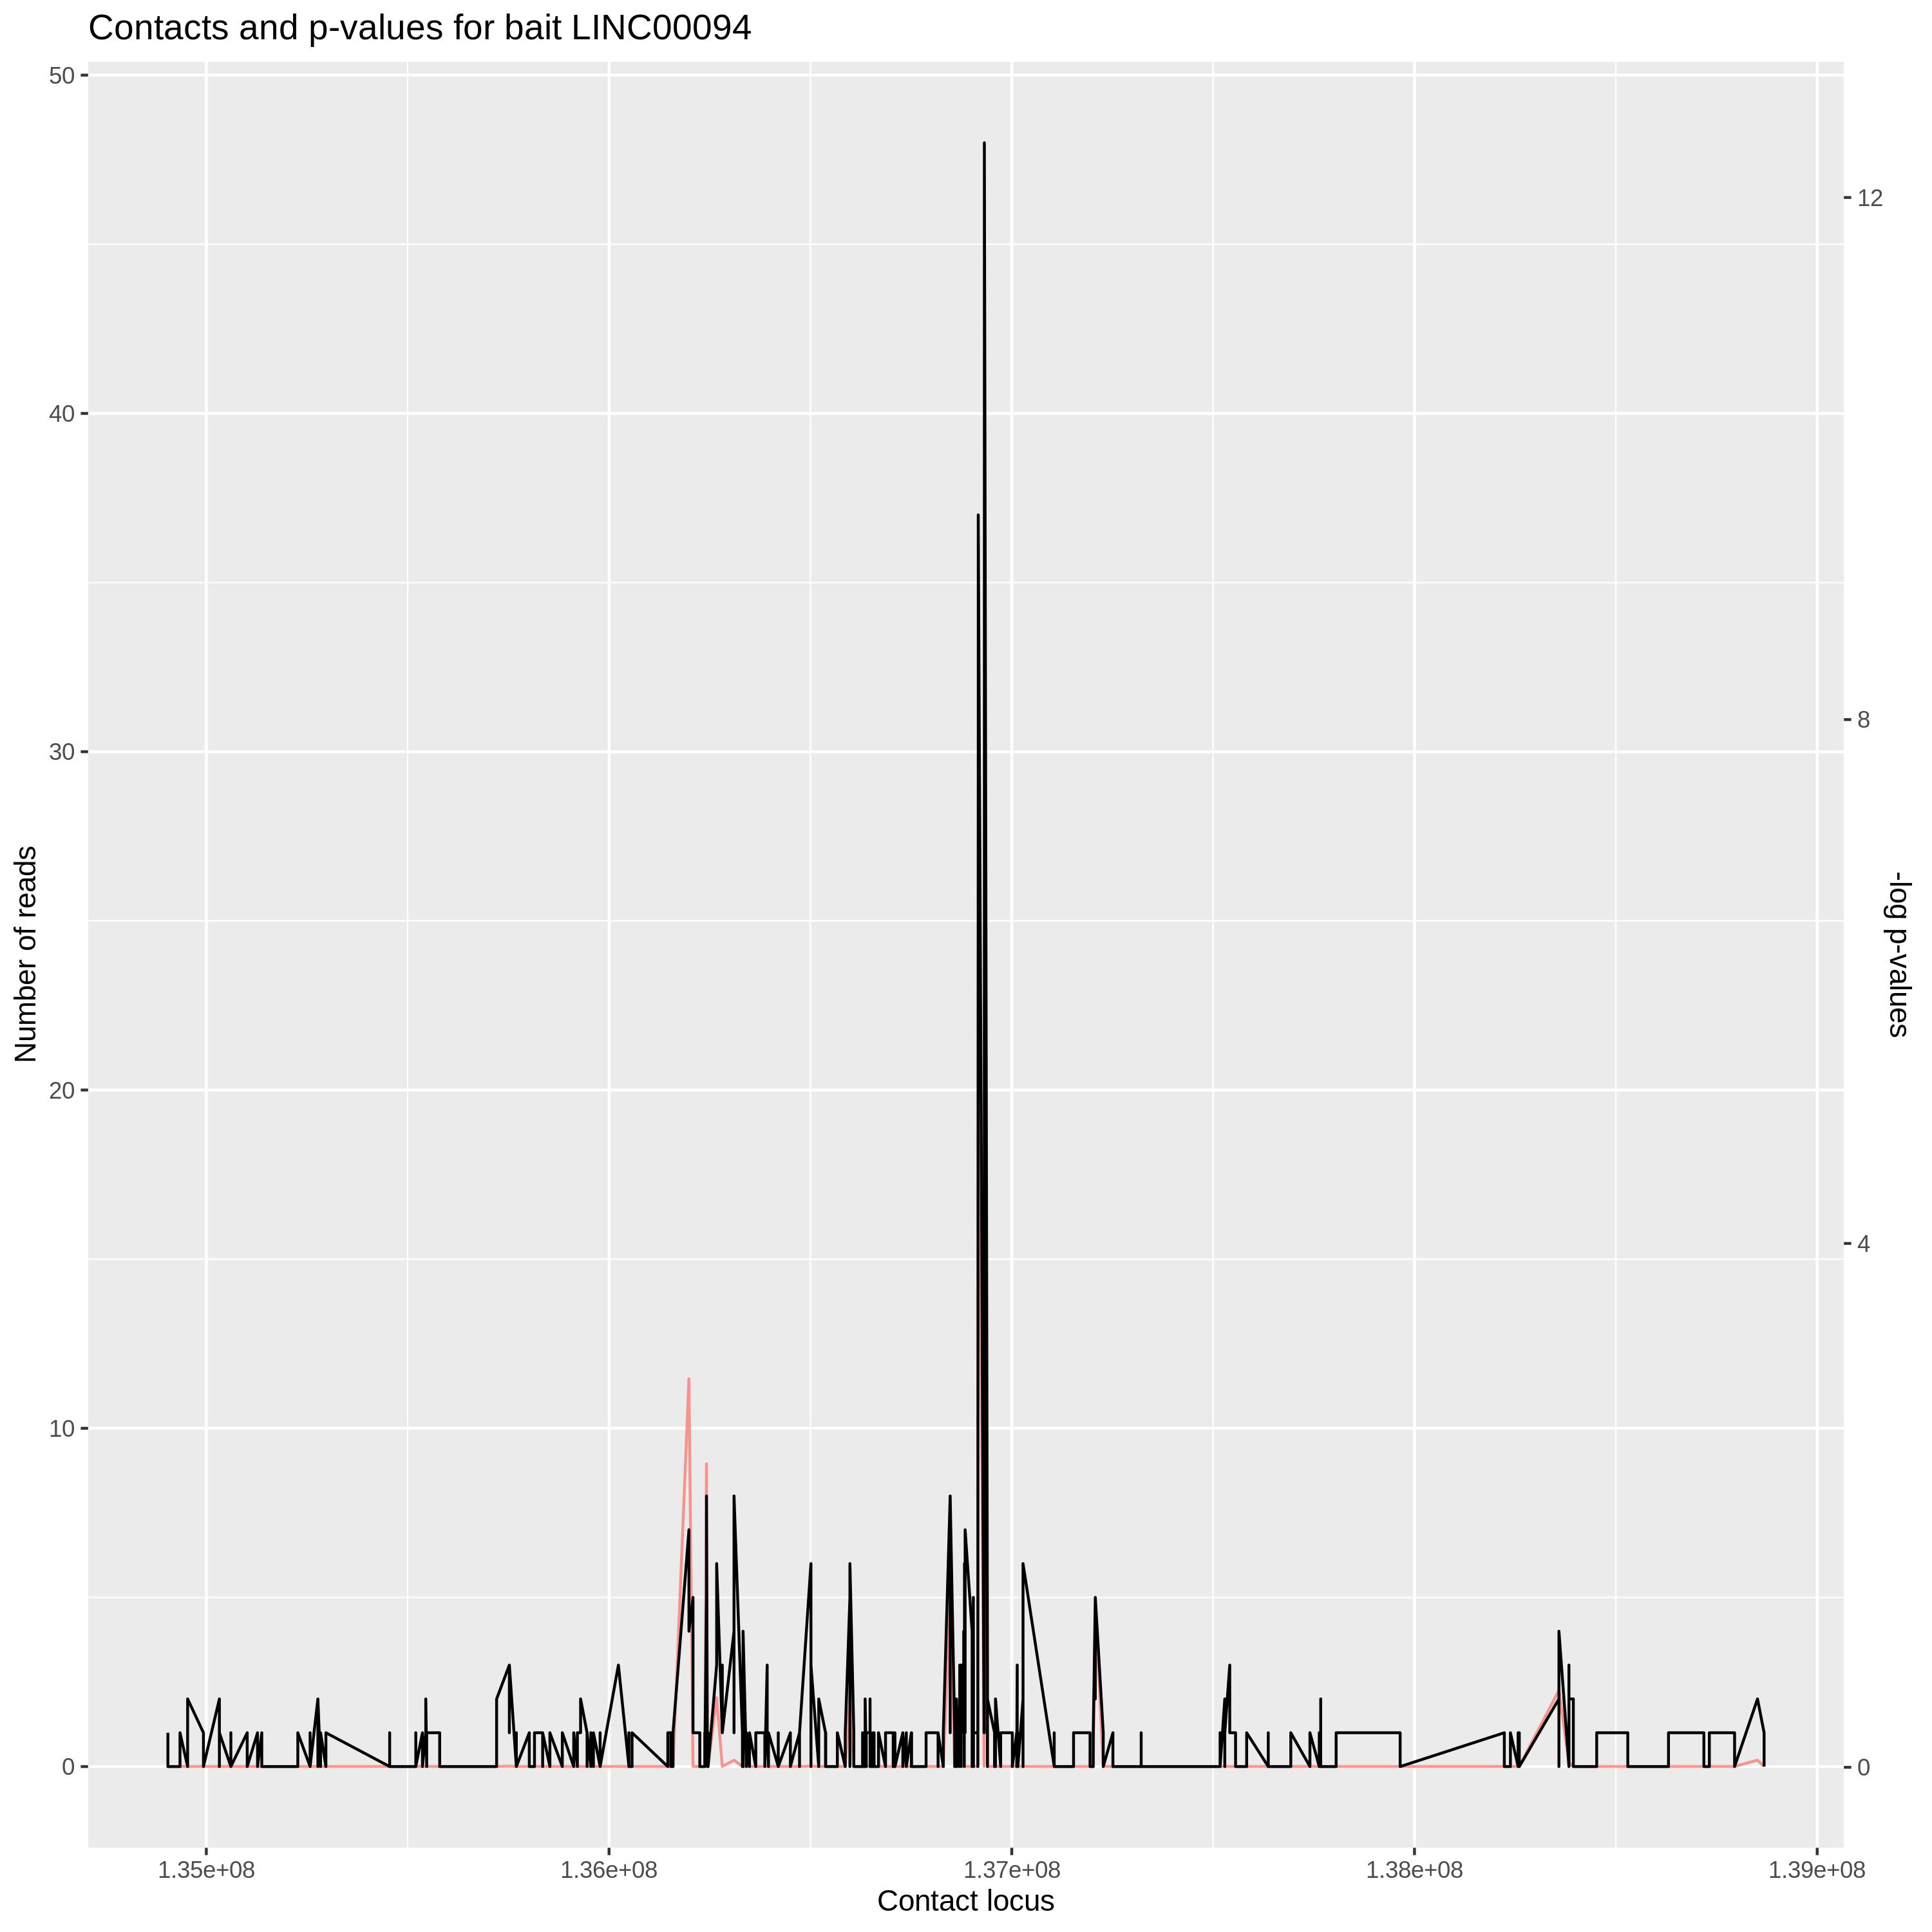 Contacts and p-values for bait LINC00094
50
40
30
20
10
0
12
8
4
0
Number of reads
-log p-values
1.35e+08
1.36e+08
1.37e+08
1.38e+08
1.39e+08
Contact locus